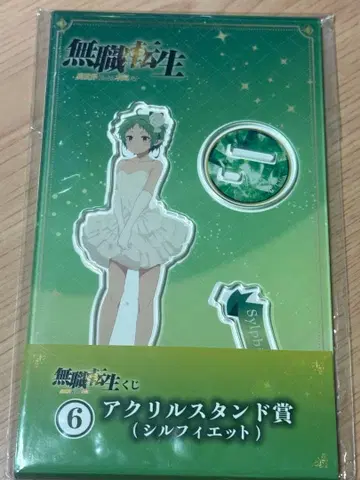 無職転生
Sylph
無職転生くじ
6 アクリルスタンド賞
(シルフィエット)